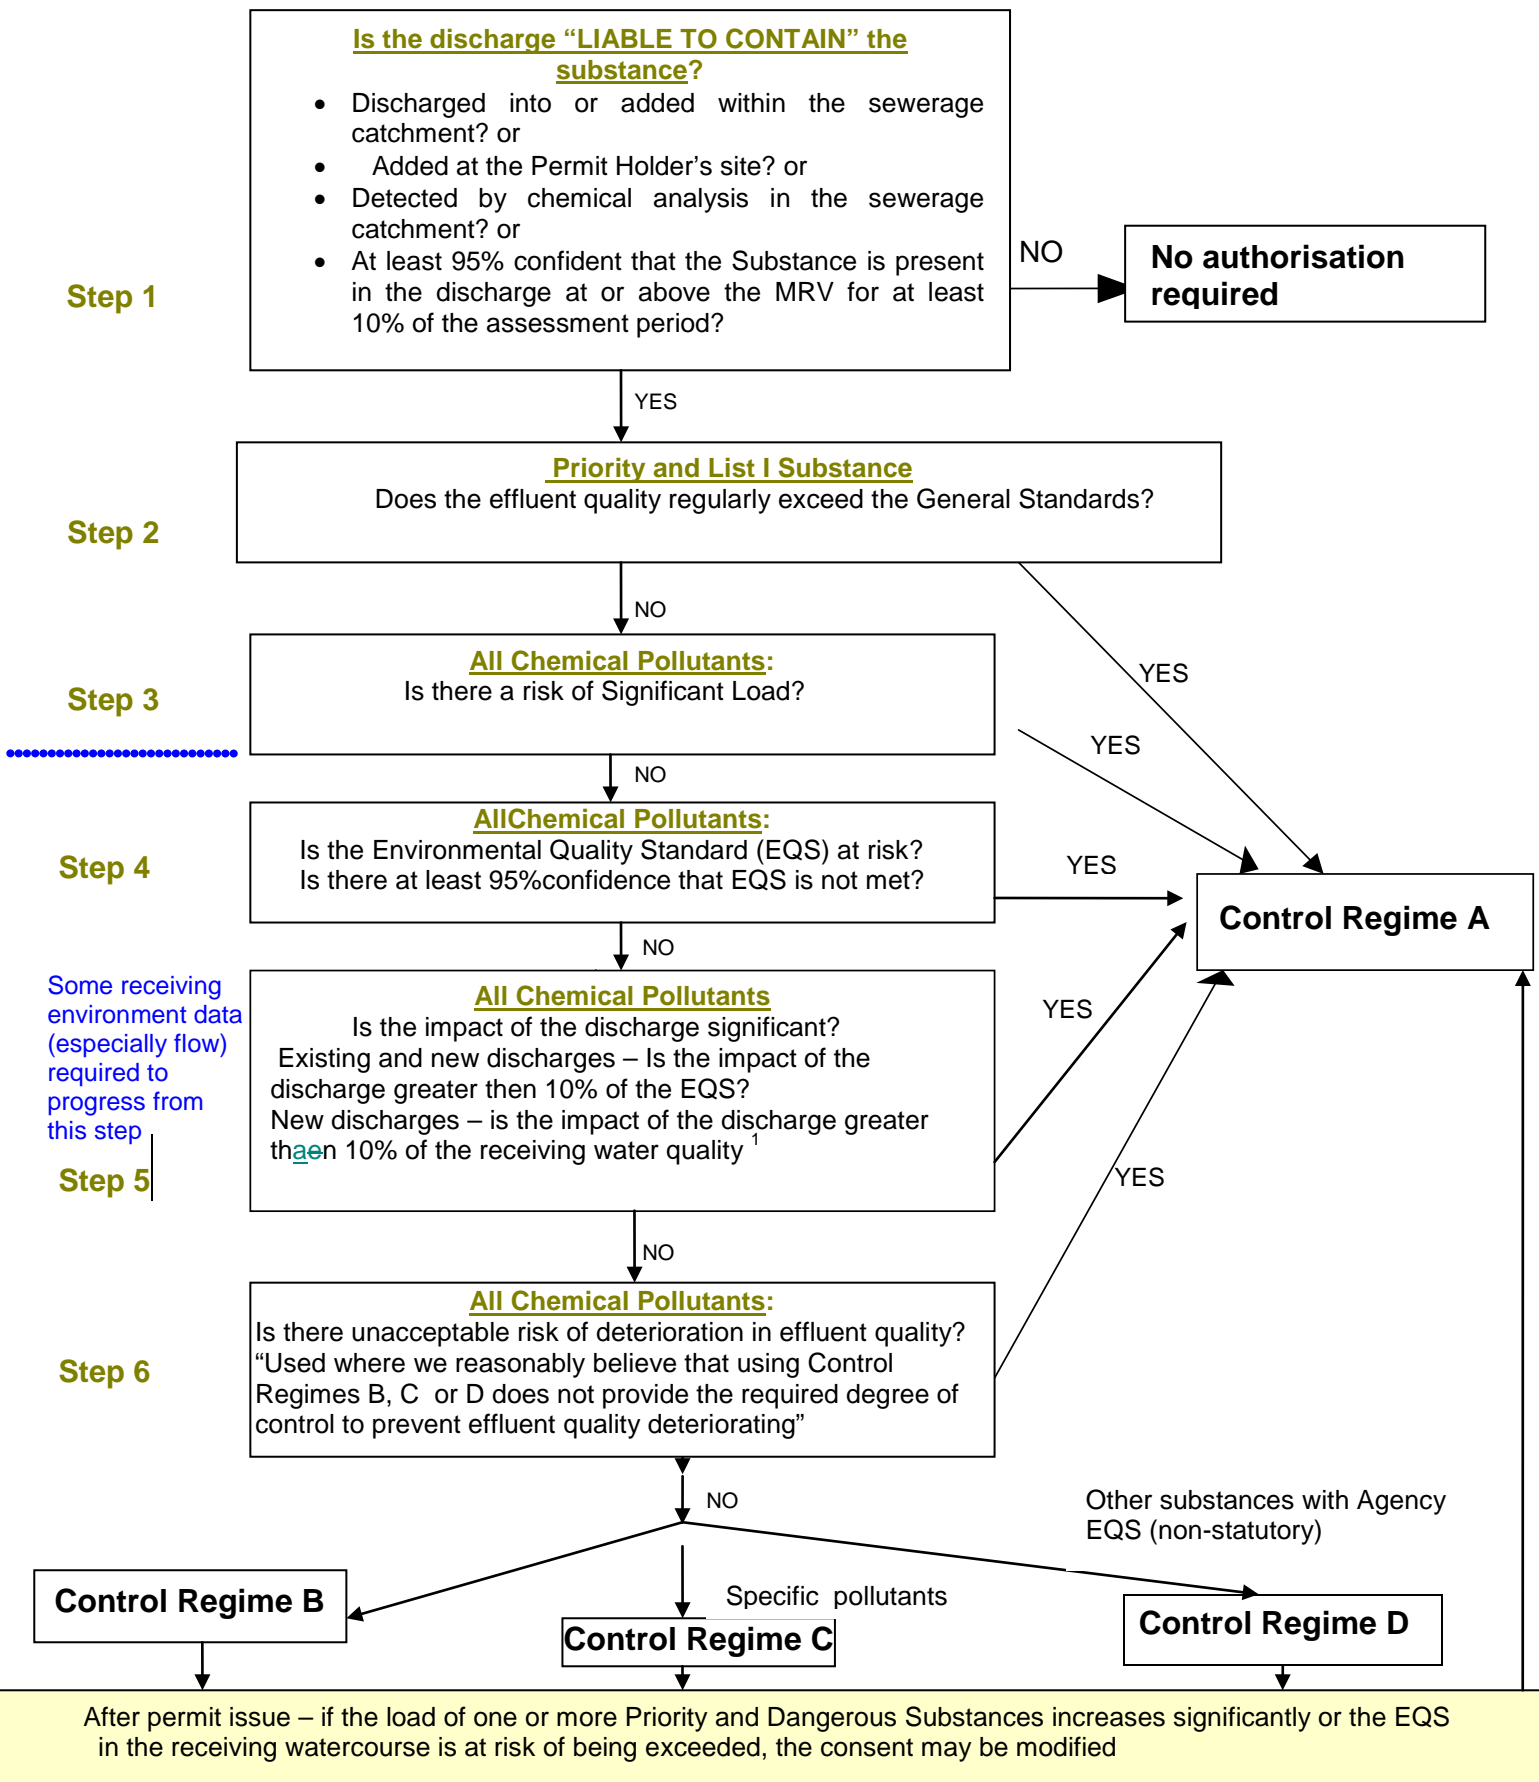 Is the discharge “LIABLE TO CONTAIN” the
substance?
• Discharged into or added within the sewerage
catchment? or
• Added at the Permit Holder’s site? or
• Detected by chemical analysis in the sewerage
catchment? or
• At least 95% confident that the Substance is present
in the discharge at or above the MRV for at least
10% of the assessment period?
Step 1
NO
No authorisation
required
YES
Priority and List I Substance
Does the effluent quality regularly exceed the General Standards?
Step 2
NO
YES
All Chemical Pollutants:
Is there a risk of Significant Load?
Step 3
YES
NO
AllChemical Pollutants:
Is the Environmental Quality Standard (EQS) at risk?
Is there at least 95%confidence that EQS is not met?
Step 4
YES
Control Regime A
NO
Some receiving
environment data
(especially flow)
required to
progress from
this step
Step 5
All Chemical Pollutants
Is the impact of the discharge significant?
Existing and new discharges – Is the impact of the
discharge greater then 10% of the EQS?
New discharges – is the impact of the discharge greater
thaen 10% of the receiving water quality 1
YES
YES
NO
All Chemical Pollutants:
Is there unacceptable risk of deterioration in effluent quality?
“Used where we reasonably believe that using Control
Regimes B, C or D does not provide the required degree of
control to prevent effluent quality deteriorating”
Step 6
NO
Other substances with Agency
EQS (non-statutory)
Control Regime B
Specific pollutants
Control Regime C
Control Regime D
After permit issue – if the load of one or more Priority and Dangerous Substances increases significantly or the EQS
in the receiving watercourse is at risk of being exceeded, the consent may be modified